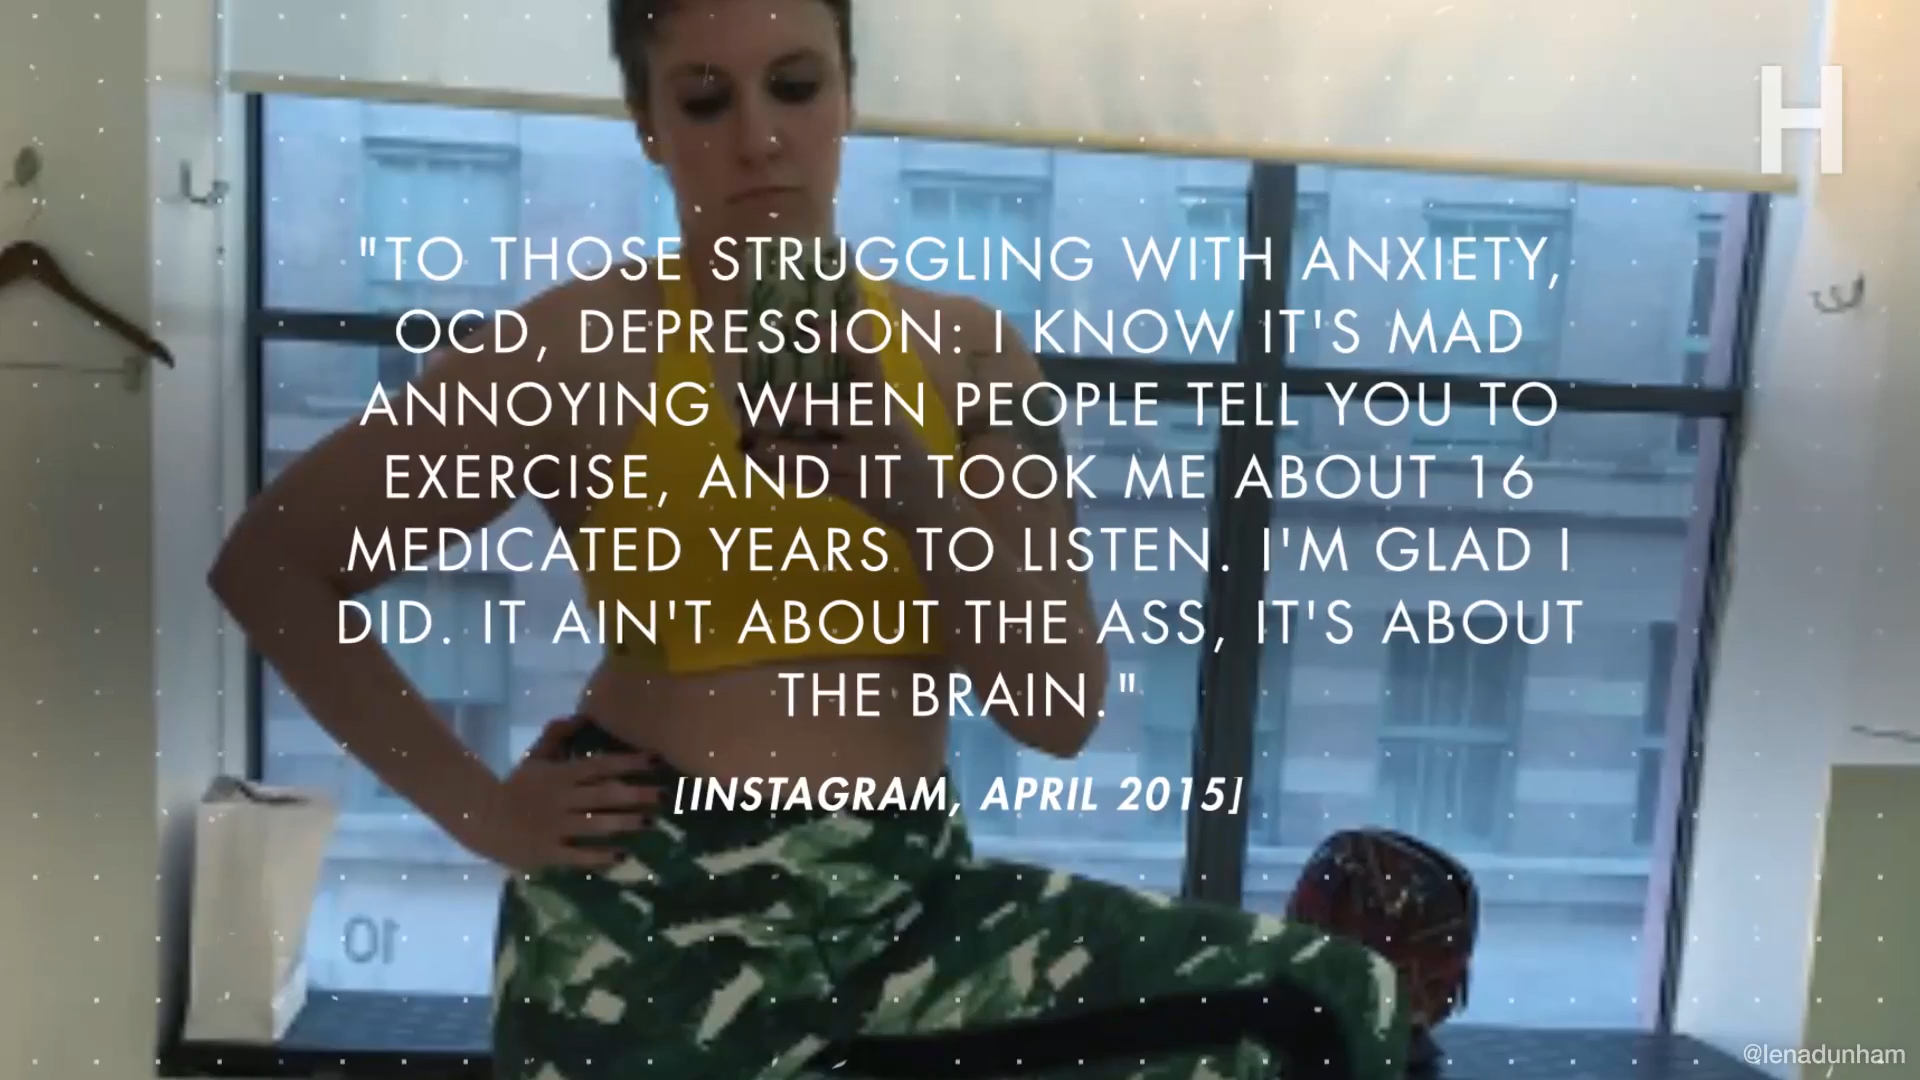 H
"TO THOSE STRUGGLING WITH ANXIETY,
OCD, DEPRESSION: I KNOW IT'S MAD
ANNOYING WHEN PEOPLE TELL YOU TO
EXERCISE, AND IT TOOK ME ABOUT 16
MEDICATED YEARS TO LISTEN. I'M GLAD I
DID. IT AIN'T ABOUT THE ASS, IT'S ABOUT
THE BRAIN."
[INSTAGRAM, APRIL 2015]
10
@lenadunham